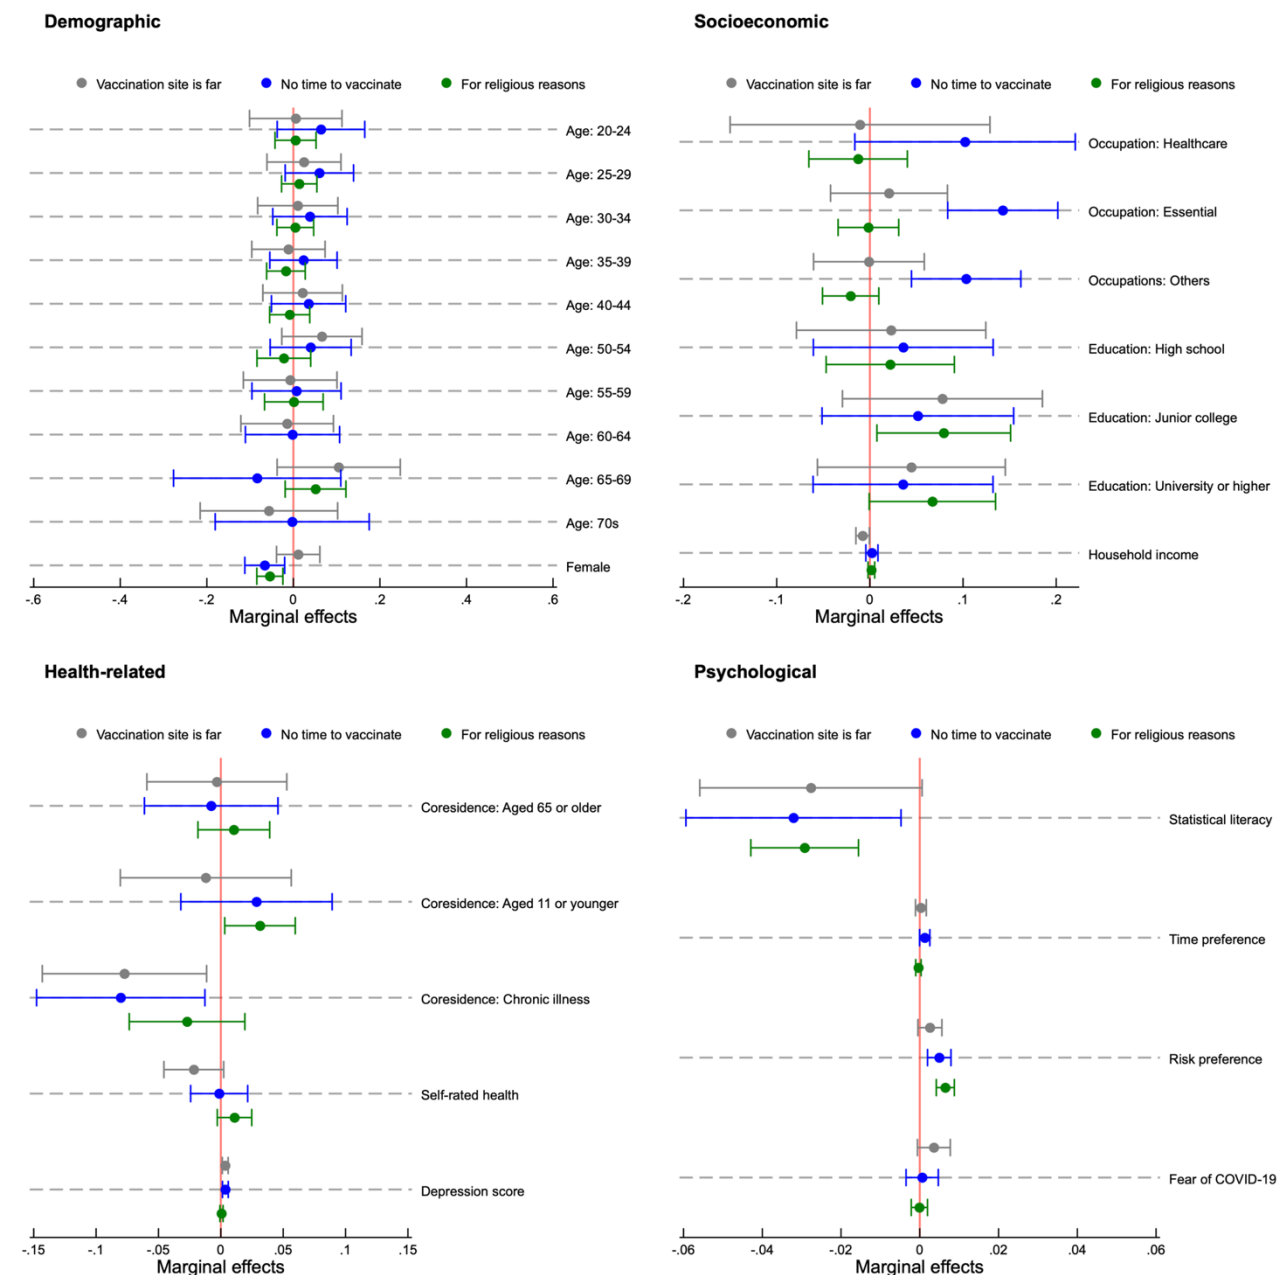 Demographic
Vaccination site is far No time to vaccinate For religious reasons
Age: 20-24
Age: 25-29
Age: 30-34
Age: 35-39
Age: 40-44
Age: 50-54
Age: 55-59
Age: 60-64
Age: 65-69
Age: 70s
Female
-.6 -.4 -.2 0 .2 .4 .6
Marginal effects
Socioeconomic
Vaccination site is far No time to vaccinate For religious reasons
Occupation: Healthcare
Occupation: Essential
Occupations: Others
Education: High school
Education: Junior college
Education: University or higher
Household income
-.2 -.1 0 .1 .2
Marginal effects
Health-related
Vaccination site is far No time to vaccinate For religious reasons
Coresidence: Aged 65 or older
Coresidence: Aged 11 or younger
Coresidence: Chronic illness
Self-rated health
Depression score
-.15 -.1 -.05 0 .05 .1 .15
Marginal effects
Psychological
Vaccination site is far No time to vaccinate For religious reasons
Statistical literacy
Time preference
Risk preference
Fear of COVID-19
-.06 -.04 -.02 0 .02 .04 .06
Marginal effects